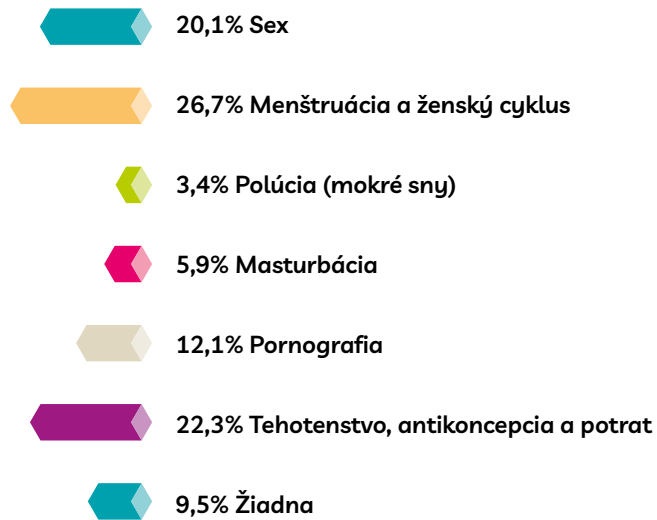 20,1% Sex
26,7% Menštruácia a ženský cyklus
3,4% Polúcia (mokré sny)
5,9% Masturbácia
12,1% Pornografia
22,3% Tehotenstvo, antikoncepcia a potrat
9,5% Žiadna